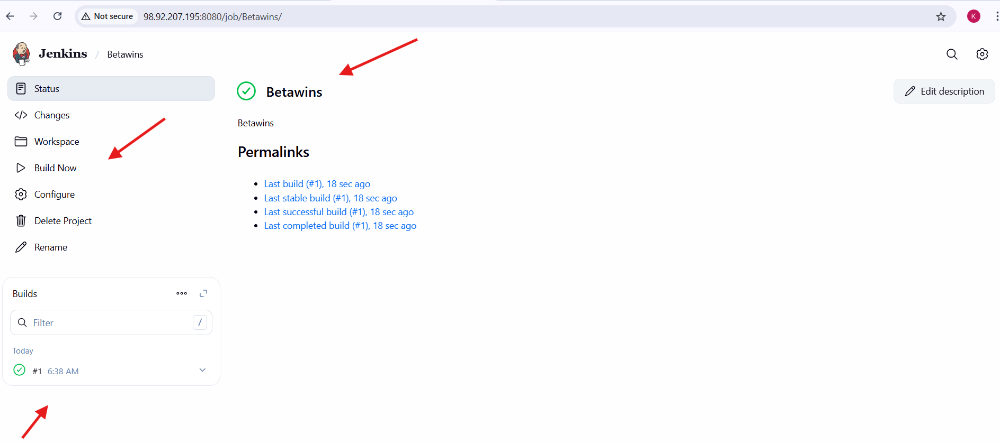 Not secure 98.92.207.195:8080/job/Betawins/ K
Jenkins / Betawins
Status
Changes
Workspace
Build Now
Configure
Delete Project
Rename
Builds
Filter /
Today
#1 6:38 AM
Betawins
Edit description
Betawins
Permalinks
Last build (#1), 18 sec ago
Last stable build (#1), 18 sec ago
Last successful build (#1), 18 sec ago
Last completed build (#1), 18 sec ago